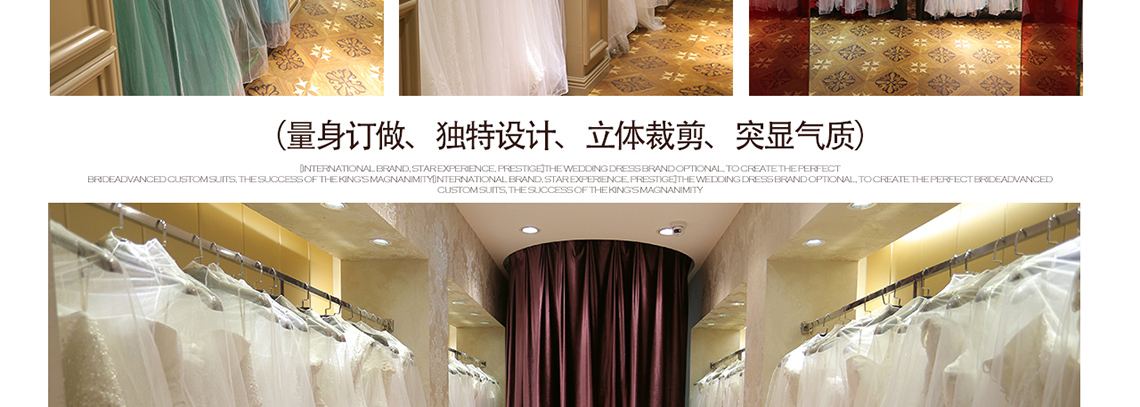 (量身订做、独特设计、立体裁剪、突显气质)
[INTERNATIONAL BRAND, STAR EXPERIENCE, PRESTIGE]THE WEDDING DRESS BRAND OPTIONAL, TO CREATE THE PERFECT
BRIDEADVANCED CUSTOM SUITS, THE SUCCESS OF THE KING'S MAGNANIMITY[INTERNATIONAL BRAND, STAR EXPERIENCE, PRESTIGE]THE WEDDING DRESS BRAND OPTIONAL, TO CREATE THE PERFECT BRIDEADVANCED
CUSTOM SUITS, THE SUCCESS OF THE KING'S MAGNANIMITY